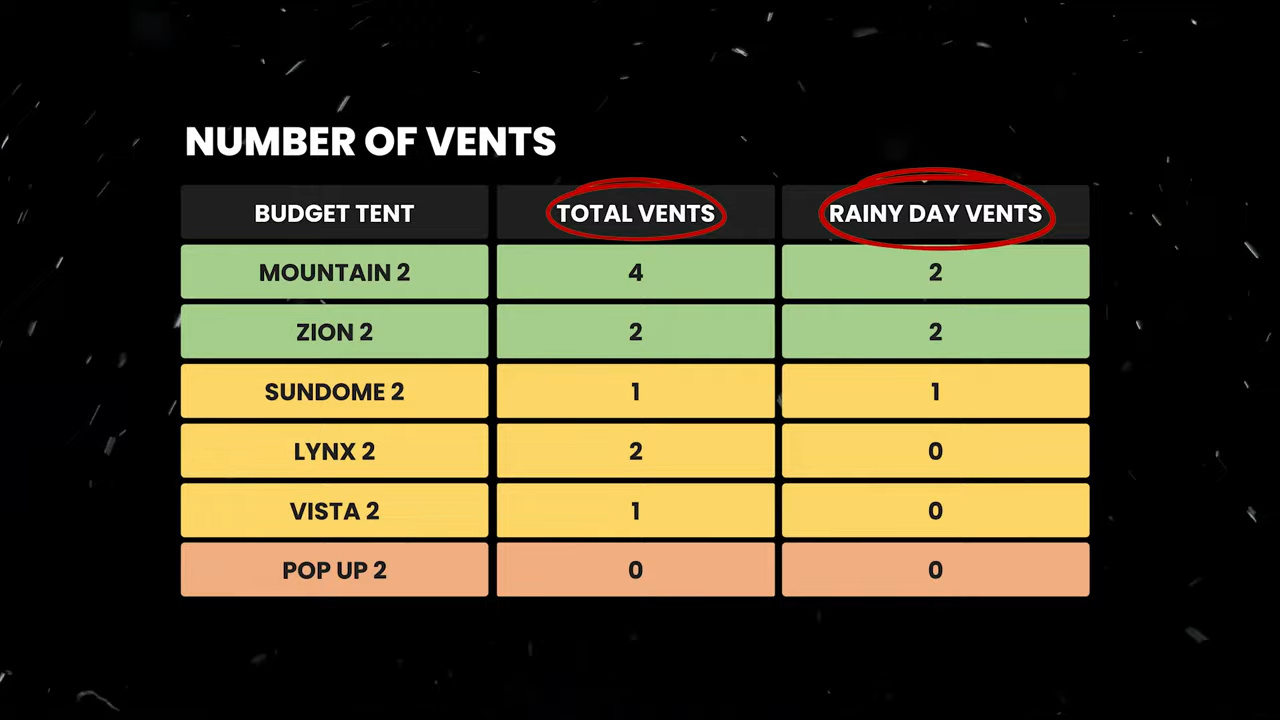 NUMBER OF VENTS
BUDGET TENT TOTAL VENTS RAINY DAY VENTS
MOUNTAIN 2 4 2
ZION 2 2 2
SUNDOME 2 1 1
LYNX 2 2 0
VISTA 2 1 0
POP UP 2 0 0